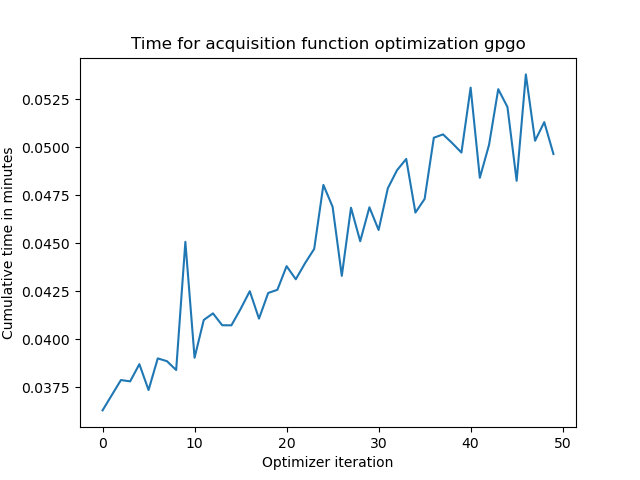 Time for acquisition function optimization gpgo
Cumulative time in minutes
0.0525
0.0500
0.0475
0.0450
0.0425
0.0400
0.0375
0 10 20 30 40 50
Optimizer iteration